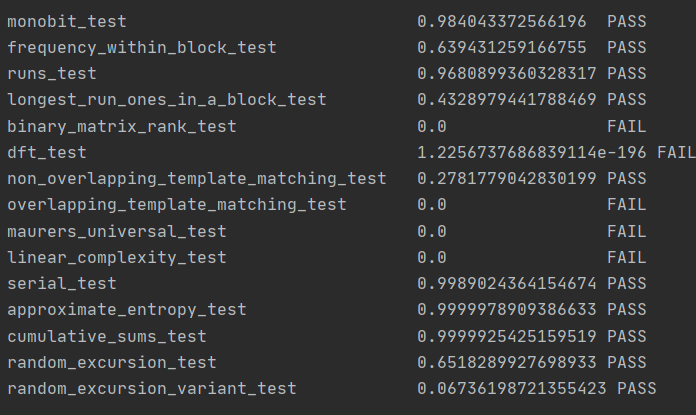 monobit_test 0.984043372566196 PASS
frequency_within_block_test 0.639431259166755 PASS
runs_test 0.9680899360328317 PASS
longest_run_ones_in_a_block_test 0.4328979441788469 PASS
binary_matrix_rank_test 0.0 FAIL
dft_test 1.2256737686839114e-196 FAIL
non_overlapping_template_matching_test 0.2781779042830199 PASS
overlapping_template_matching_test 0.0 FAIL
maurers_universal_test 0.0 FAIL
linear_complexity_test 0.0 FAIL
serial_test 0.9989024364154674 PASS
approximate_entropy_test 0.9999978909386633 PASS
cumulative_sums_test 0.9999925425159519 PASS
random_excursion_test 0.6518289927698933 PASS
random_excursion_variant_test 0.06736198721355423 PASS